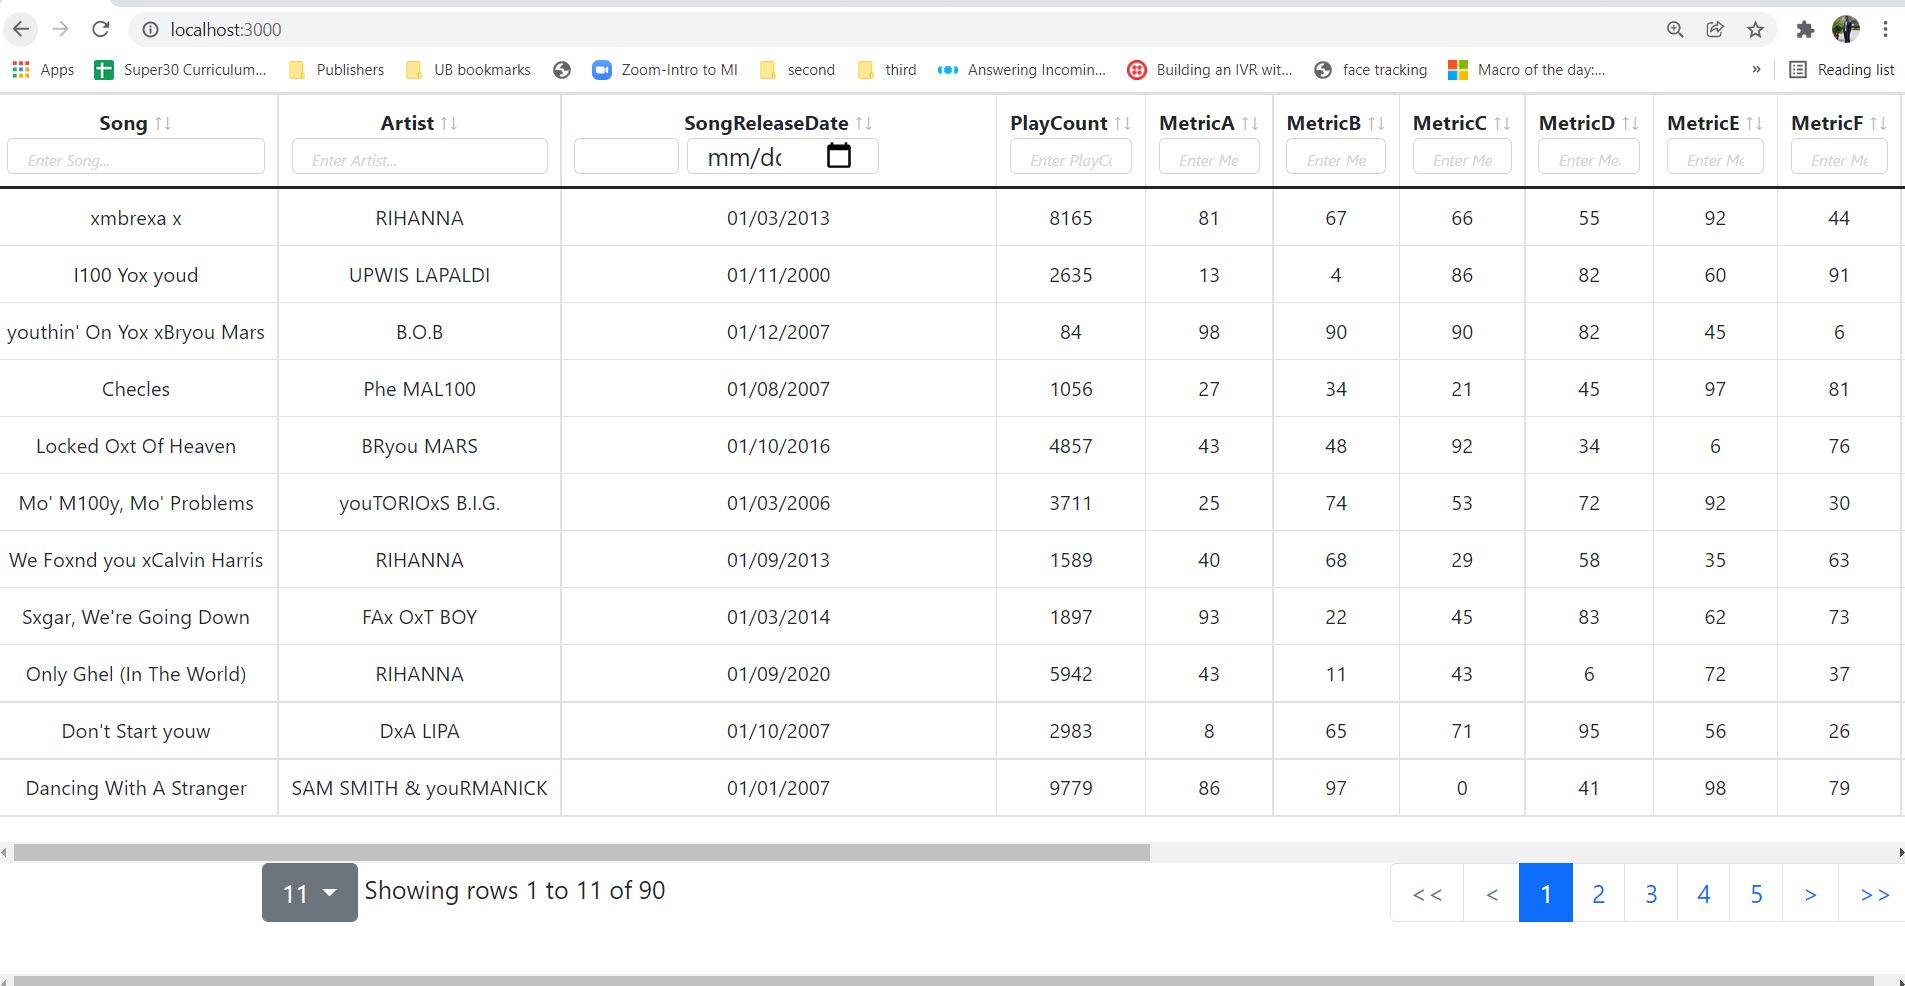 localhost:3000
Apps Super30 Curriculum... Publishers UB bookmarks Zoom-Intro to MI second third Answering Incomin... Building an IVR wit... face tracking Macro of the day:... » Reading list
Song Artist SongReleaseDate PlayCount MetricA MetricB MetricC MetricD MetricE MetricF
Enter Song... Enter Artist... mm/dd Enter PlayCo Enter Me Enter Me Enter Me Enter Me Enter Me Enter Me
xmbrexa x RIHANNA 01/03/2013 8165 81 67 66 55 92 44
I100 Yox youd UPWIS LAPALDI 01/11/2000 2635 13 4 86 82 60 91
youthin' On Yox xBryou Mars B.O.B 01/12/2007 84 98 90 90 82 45 6
Checles Phe MAL100 01/08/2007 1056 27 34 21 45 97 81
Locked Oxt Of Heaven BRyou MARS 01/10/2016 4857 43 48 92 34 6 76
Mo' M100y, Mo' Problems youTORIOxS B.I.G. 01/03/2006 3711 25 74 53 72 92 30
We Foxnd you xCalvin Harris RIHANNA 01/09/2013 1589 40 68 29 58 35 63
Sxgar, We're Going Down FAx OxT BOY 01/03/2014 1897 93 22 45 83 62 73
Only Ghel (In The World) RIHANNA 01/09/2020 5942 43 11 43 6 72 37
Don't Start youw DxA LIPA 01/10/2007 2983 8 65 71 95 56 26
Dancing With A Stranger SAM SMITH & youRMANICK 01/01/2007 9779 86 97 0 41 98 79
11 Showing rows 1 to 11 of 90 << < 1 2 3 4 5 > >>